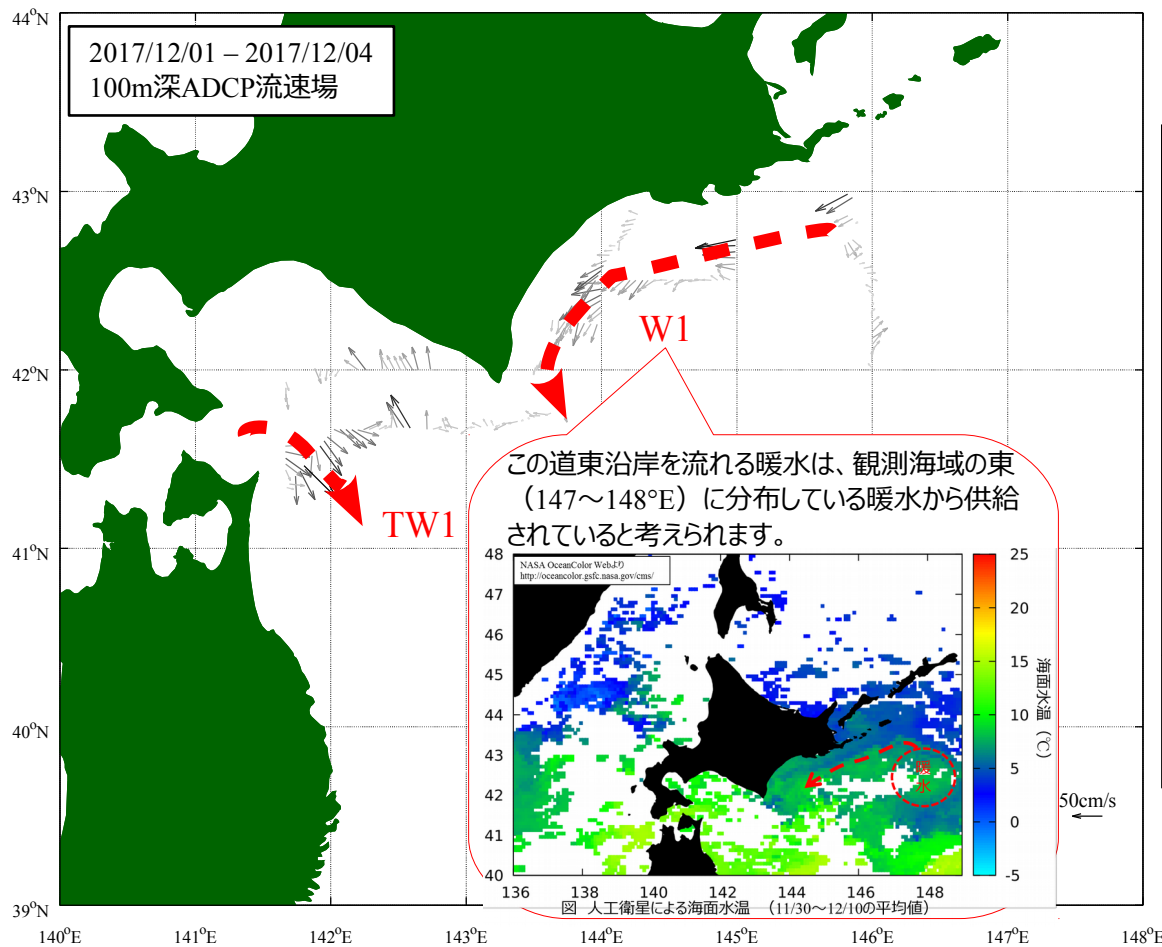 2017/12/01 – 2017/12/04
100m深ADCP流速場
44°N
43°N
42°N
41°N
40°N
39°N
140°E
141°E
142°E
143°E
144°E
145°E
146°E
147°E
148°E
W1
TW1
50cm/s
この道東沿岸を流れる暖水は、観測海域の東
（147～148°E）に分布している暖水から供給
されていると考えられます。
NASA OceanColor Webより
http://oceancolor.gsfc.nasa.gov/cms/
48
47
46
45
44
43
42
41
40
136
138
140
142
144
146
148
暖
水
25
20
15
10
5
0
-5
海面水温（℃）
図 人工衛星による海面水温 （11/30～12/10の平均値）